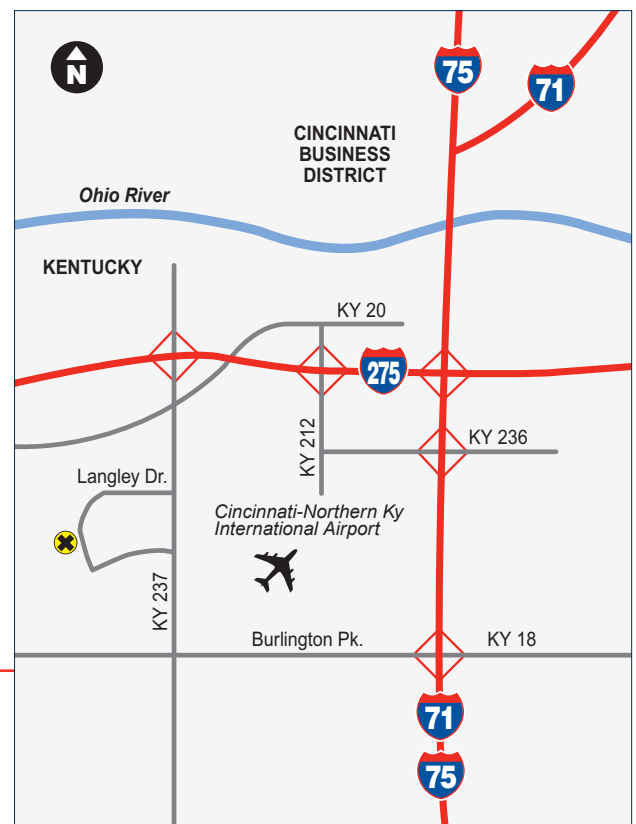 N
75
71
CINCINNATI
BUSINESS
DISTRICT
Ohio River
KENTUCKY
KY 20
275
KY 212
KY 236
Langley Dr.
Cincinnati-Northern Ky
International Airport
KY 237
Burlington Pk.
KY 18
71
75